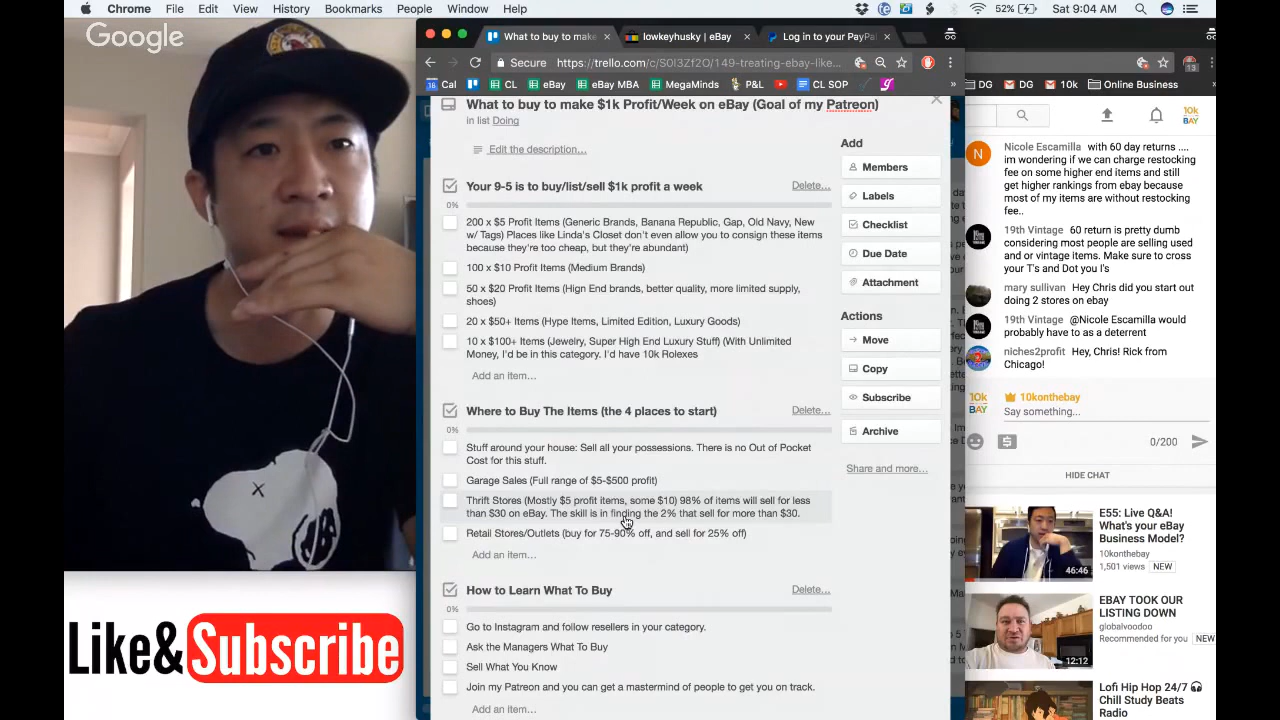 Google
Chrome File Edit View History Bookmarks People Window Help
52% Sat 9:04 AM
What to buy to make
lowkeyhusky | eBay
Log in to your PayPa
Secure https://trello.com/c/S0I3Zf2O/149-treating-ebay-like...
16 Cal CL eBay eBay MBA MegaMinds P&L CL SOP »
DG DG 10k Online Business
13
What to buy to make $1k Profit/Week on eBay (Goal of my Patreon)
in list Doing
Edit the description...
Your 9-5 is to buy/list/sell $1k profit a week
Delete...
0%
200 x $5 Profit Items (Generic Brands, Banana Republic, Gap, Old Navy, New
w/ Tags) Places like Linda's Closet don't even allow you to consign these items
because they're too cheap, but they're abundant)
100 x $10 Profit Items (Medium Brands)
50 x $20 Profit Items (Hign End brands, better quality, more limited supply,
shoes)
20 x $50+ Items (Hype Items, Limited Edition, Luxury Goods)
10 x $100+ Items (Jewelry, Super High End Luxury Stuff) (With Unlimited
Money, I'd be in this category. I'd have 10k Rolexes
Add an item...
Where to Buy The Items (the 4 places to start)
Delete...
0%
Stuff around your house: Sell all your possessions. There is no Out of Pocket
Cost for this stuff.
Garage Sales (Full range of $5-$500 profit)
Thrift Stores (Mostly $5 profit items, some $10) 98% of items will sell for less
than $30 on eBay. The skill is in finding the 2% that sell for more than $30.
Retail Stores/Outlets (buy for 75-90% off, and sell for 25% off)
Add an item...
How to Learn What To Buy
Delete...
0%
Go to Instagram and follow resellers in your category.
Ask the Managers What To Buy
Sell What You Know
Join my Patreon and you can get a mastermind of people to get you on track.
Add an item...
Add
Members
Labels
Checklist
Due Date
Attachment
Actions
Move
Copy
Subscribe
Archive
Share and more...
10k
BAY
N
Nicole Escamilla with 60 day returns ....
im wondering if we can charge restocking
fee on some higher end items and still
get higher rankings from ebay because
most of my items are without restocking
fee..
19th Vintage 60 return is pretty dumb
considering most people are selling used
and or vintage items. Make sure to cross
your T's and Dot you I's
mary sullivan Hey Chris did you start out
doing 2 stores on ebay
19th Vintage @Nicole Escamilla would
probably have to as a deterrent
niches2profit Hey, Chris! Rick from
Chicago!
10k
BAY
10konthebay
Say something...
0/200
HIDE CHAT
E55: Live Q&A!
What's your eBay
Business Model?
10konthebay
1,501 views NEW
46:46
EBAY TOOK OUR
LISTING DOWN
globalvoodoo
Recommended for you NEW
12:12
Lofi Hip Hop 24/7
Chill Study Beats
Radio
Like&Subscribe